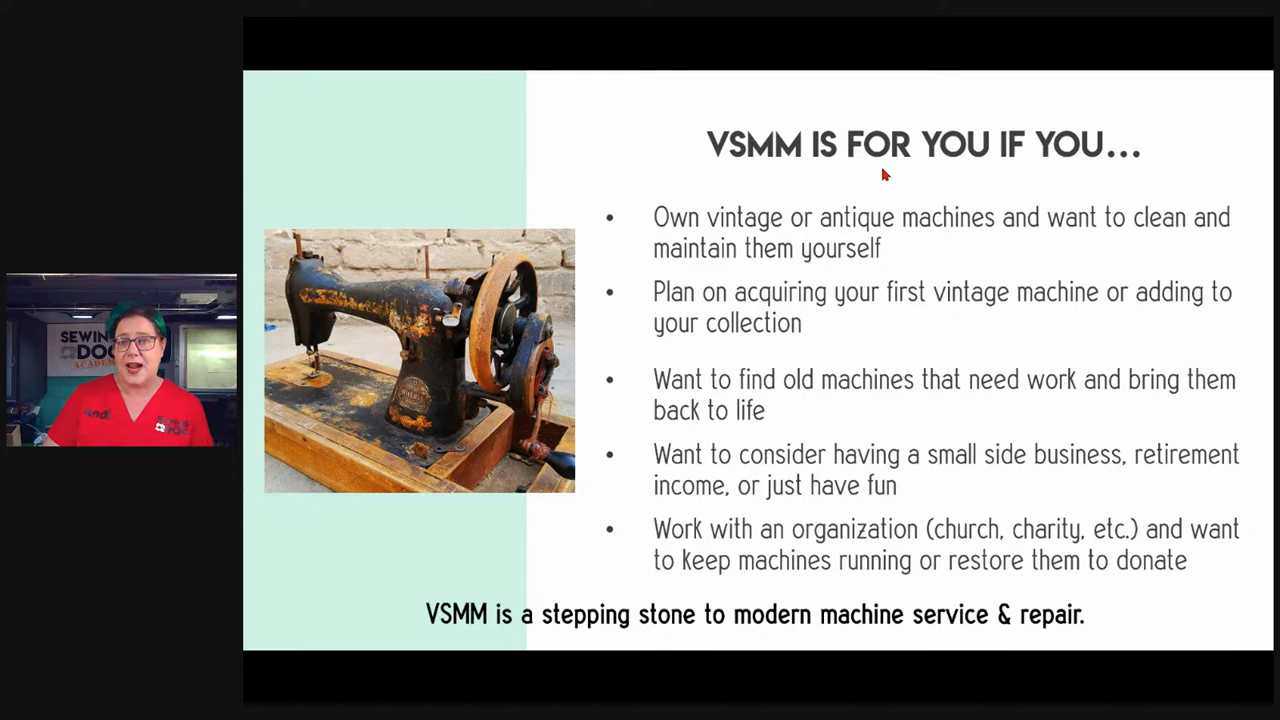 VSMM IS FOR YOU IF YOU...
• Own vintage or antique machines and want to clean and
maintain them yourself
• Plan on acquiring your first vintage machine or adding to
your collection
• Want to find old machines that need work and bring them
back to life
• Want to consider having a small side business, retirement
income, or just have fun
• Work with an organization (church, charity, etc.) and want
to keep machines running or restore them to donate
VSMM is a stepping stone to modern machine service & repair.
SEWING
DOC
ACADEMY
Andi